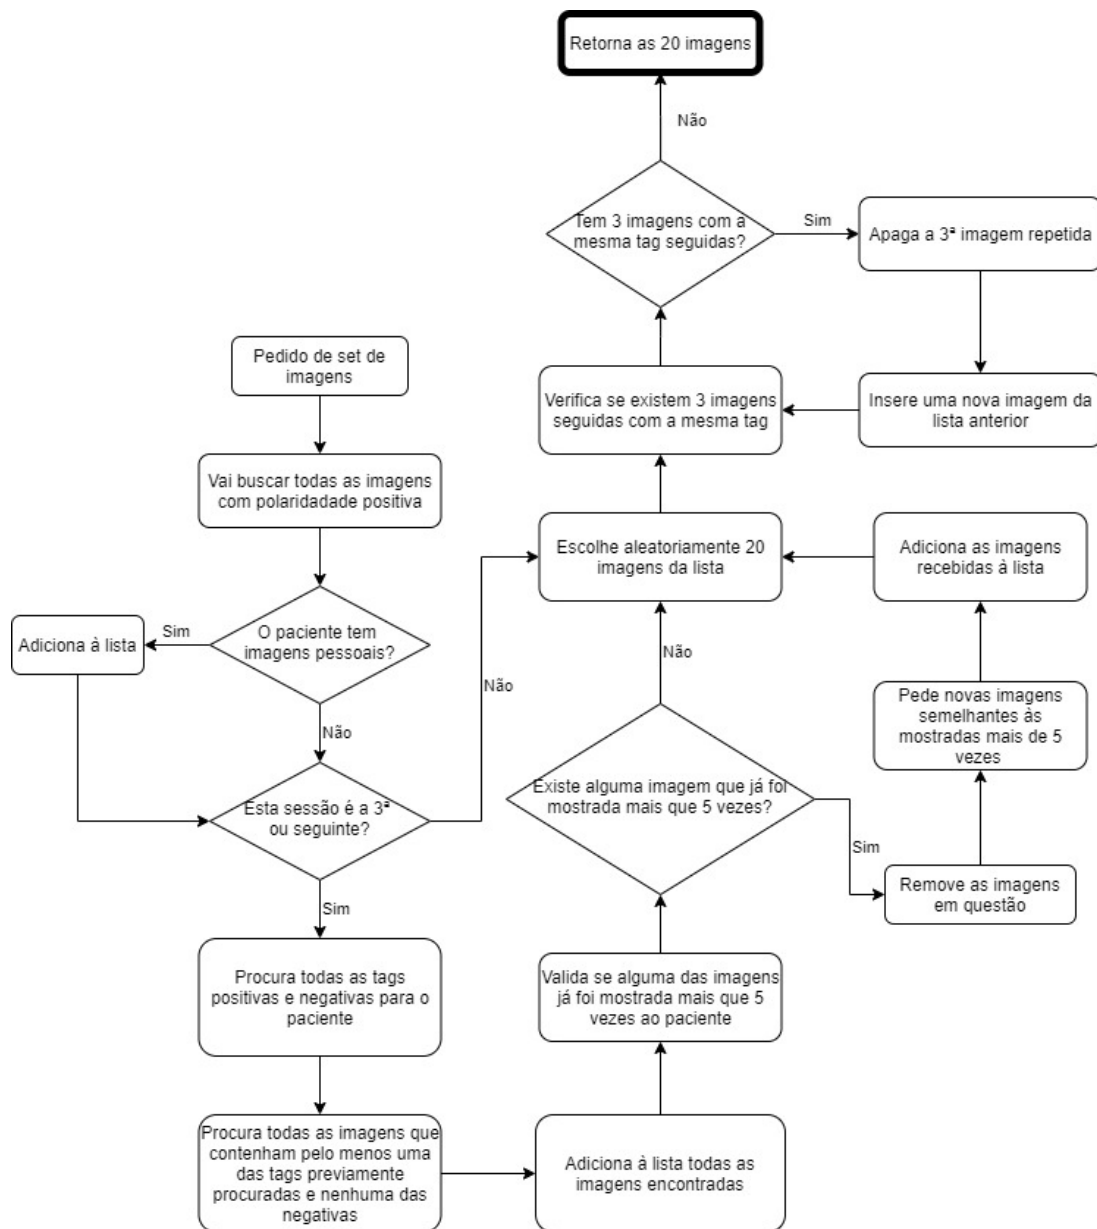 Retorna as 20 imagens
Não
Tem 3 imagens com a
mesma tag seguidas?
Sim
Apaga a 3ª imagem repetida
Pedido de set de
imagens
Verifica se existem 3 imagens
seguidas com a mesma tag
Insere uma nova imagem da
lista anterior
Vai buscar todas as imagens
com polaridadade positiva
Escolhe aleatoriamente 20
imagens da lista
Adiciona as imagens
recebidas à lista
Adiciona à lista
Sim
O paciente tem
imagens pessoais?
Não
Não
Não
Pede novas imagens
semelhantes às
mostradas mais de 5
vezes
Esta sessão é a 3ª
ou seguinte?
Existe alguma imagem que já foi
mostrada mais que 5 vezes?
Sim
Sim
Remove as imagens
em questão
Procura todas as tags
positivas e negativas para o
paciente
Valida se alguma das imagens
já foi mostrada mais que 5
vezes ao paciente
Procura todas as imagens que
contenham pelo menos uma
das tags previamente
procuradas e nenhuma das
negativas
Adiciona à lista todas as
imagens encontradas